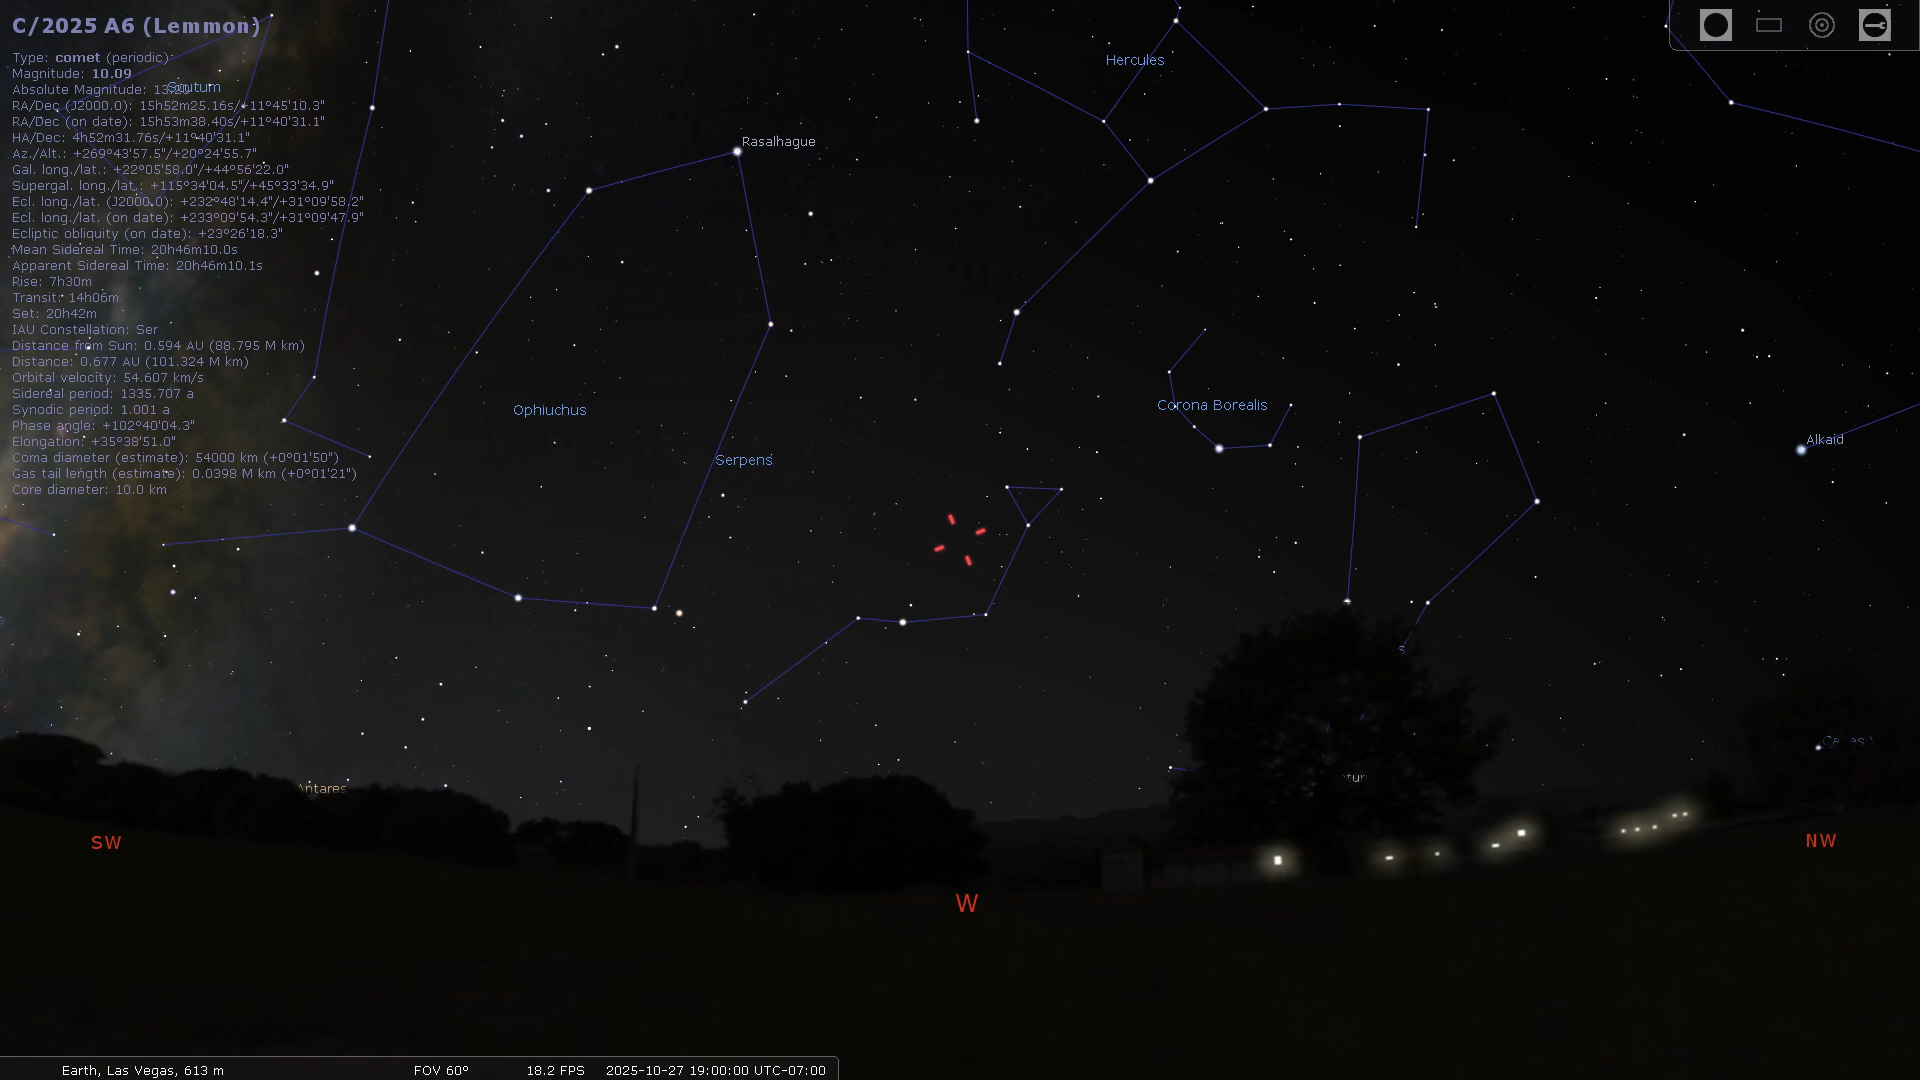 C/2025 A6 (Lemmon)
Type: comet (periodic)
Magnitude: 10.09
Absolute Magnitude:
Scutum
RA/Dec (J2000.0): 15h52m25.16s/+11°45'10.3"
RA/Dec (on date): 15h53m38.40s/+11°40'31.1"
HA/Dec: 4h52m31.76s/+11°40'31.1"
Az./Alt.: +269°43'57.5"/+20°24'55.7"
Gal. long./lat.: +22°05'58.0"/+44°56'22.0"
Supergal. long./lat.: +115°34'04.5"/+45°33'34.9"
Ecl. long./lat. (J2000.0): +232°48'14.4"/+31°09'58.2"
Ecl. long./lat. (on date): +233°09'54.3"/+31°09'47.9"
Ecliptic obliquity (on date): +23°26'18.3"
Mean Sidereal Time: 20h46m10.0s
Apparent Sidereal Time: 20h46m10.1s
Rise: 7h30m
Transit: 14h06m
Set: 20h42m
IAU Constellation: Ser
Distance from Sun: 0.594 AU (88.795 M km)
Distance: 0.677 AU (101.324 M km)
Orbital velocity: 54.607 km/s
Sidereal period: 1335.707 a
Synodic period: 1.001 a
Phase angle: +102°40'04.3"
Elongation: +35°38'51.0"
Coma diameter (estimate): 54000 km (+0°01'50")
Gas tail length (estimate): 0.0398 M km (+0°01'21")
Core diameter: 10.0 km
Hercules
Rasalhague
Corona Borealis
Ophiuchus
Alkaid
Serpens
Antares
SW
NW
W
Earth, Las Vegas, 613 m
FOV 60°
18.2 FPS
2025-10-27 19:00:00 UTC-07:00